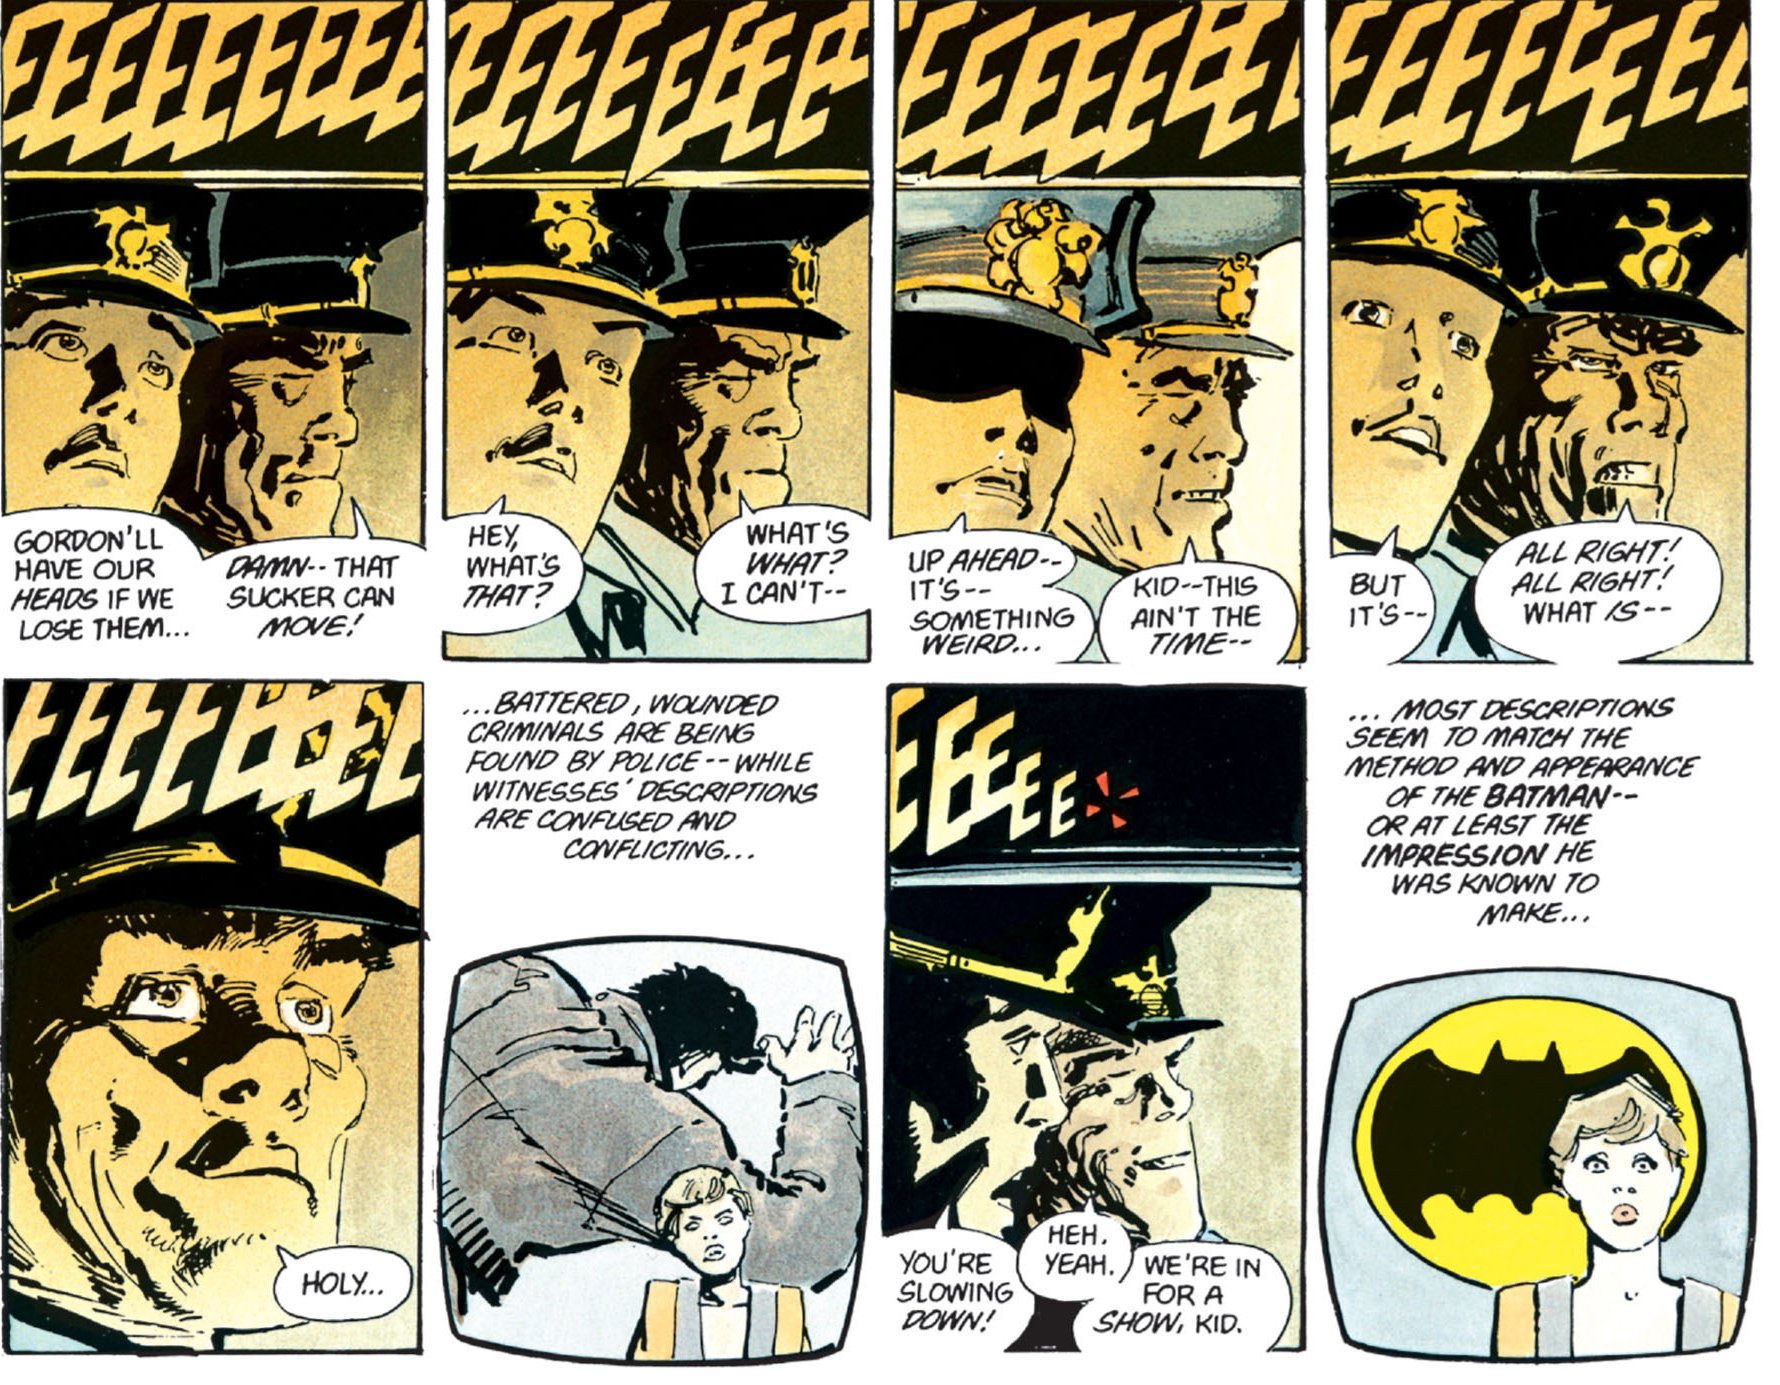 EEEEEEEEE
EEEEEEEE
EEEEEEEE
EEEEEEEE
GORDON'LL
HAVE OUR
HEADS IF WE
LOSE THEM...
DAMN-- THAT
SUCKER CAN
MOVE!
HEY,
WHAT'S
THAT?
WHAT'S
WHAT?
I CAN'T--
UP AHEAD--
IT'S--
SOMETHING
WEIRD...
KID--THIS
AIN'T THE
TIME--
BUT
IT'S--
ALL RIGHT!
ALL RIGHT!
WHAT IS--
EEEEEEEE
HOLY...
...BATTERED, WOUNDED
CRIMINALS ARE BEING
FOUND BY POLICE--WHILE
WITNESSES' DESCRIPTIONS
ARE CONFUSED AND
CONFLICTING...
EEEEEE
YOU'RE
SLOWING
DOWN!
HEH.
YEAH.
WE'RE IN
FOR A
SHOW, KID.
... MOST DESCRIPTIONS
SEEM TO MATCH THE
METHOD AND APPEARANCE
OF THE BATMAN--
OR AT LEAST THE
IMPRESSION HE
WAS KNOWN TO
MAKE...